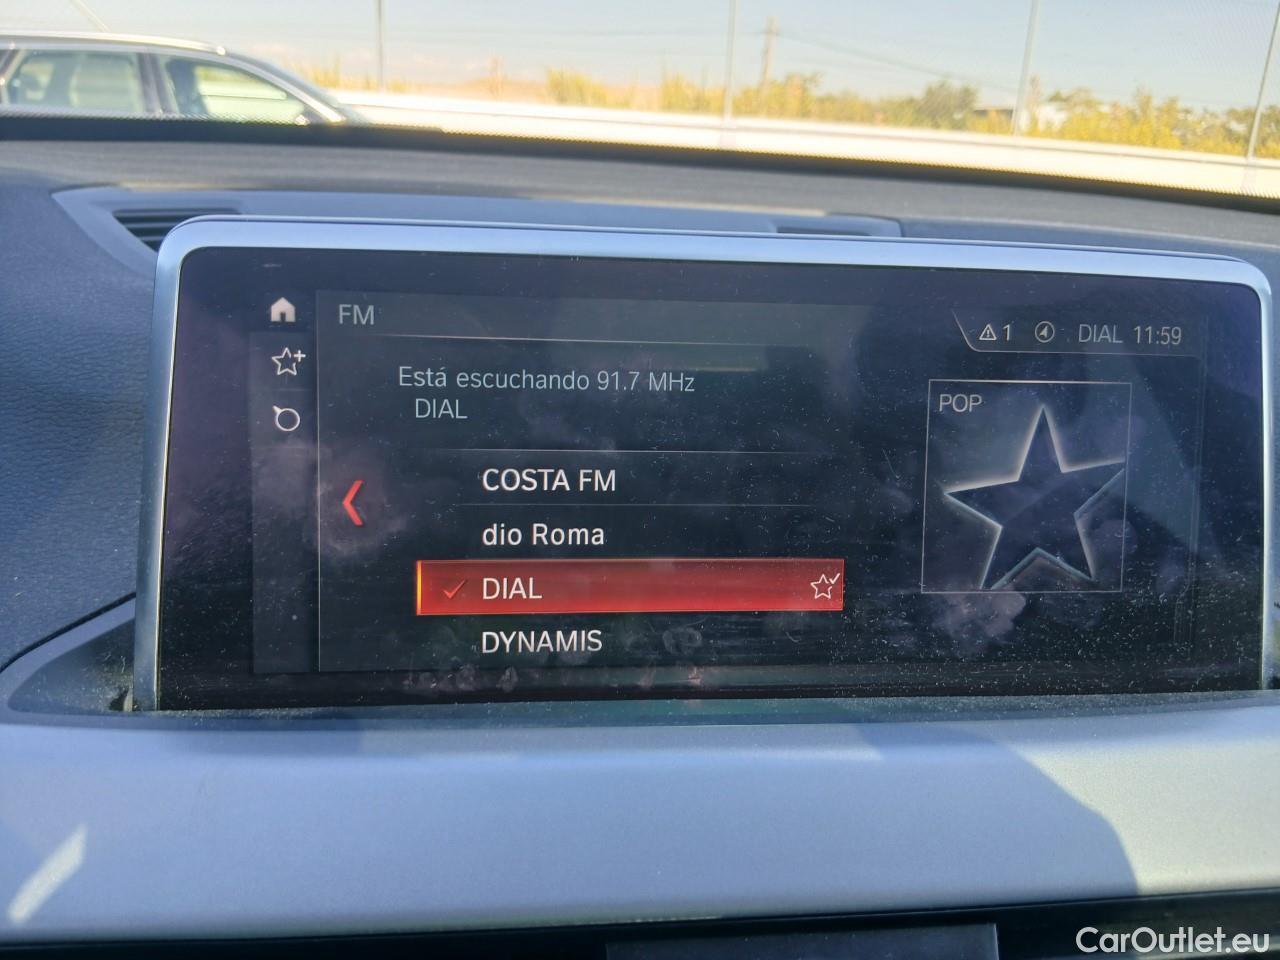 FM
1 DIAL 11:59
Está escuchando 91.7 MHz
DIAL
POP
COSTA FM
dio Roma
DIAL
DYNAMIS
CarOutlet.eu